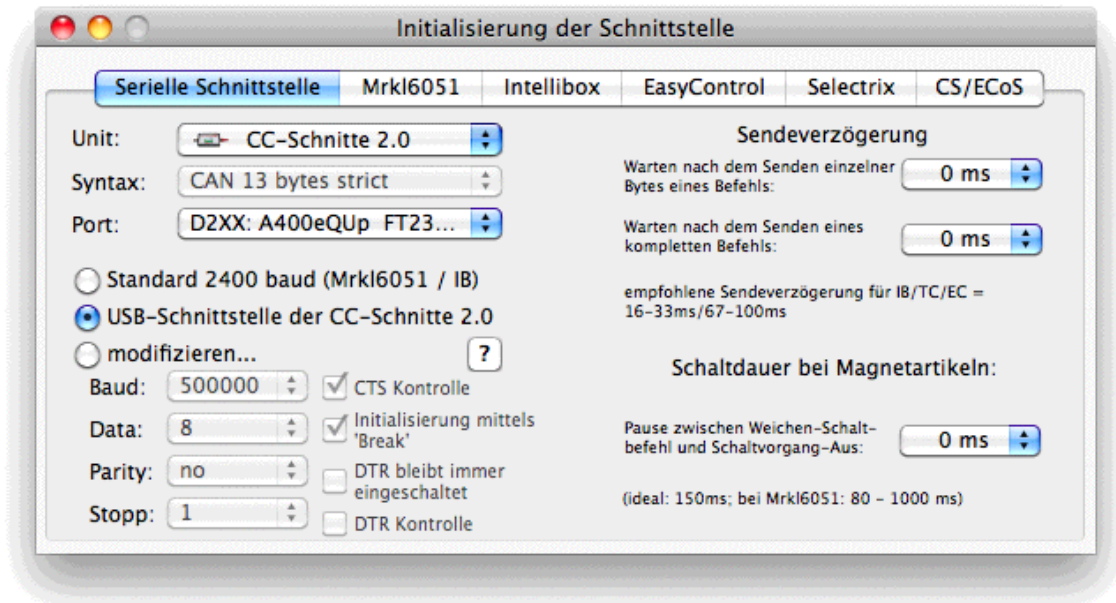 Initialisierung der Schnittstelle
Serielle Schnittstelle Mrkl6051 Intellibox EasyControl Selectrix CS/ECoS
Unit: CC-Schnitte 2.0
Syntax: CAN 13 bytes strict
Port: D2XX: A400eQUp FT23...
Standard 2400 baud (Mrkl6051 / IB)
USB-Schnittstelle der CC-Schnitte 2.0
modifizieren... ?
Baud: 500000 CTS Kontrolle
Data: 8 Initialisierung mittels
'Break'
Parity: no DTR bleibt immer
eingeschaltet
Stopp: 1 DTR Kontrolle
Sendeverzögerung
Warten nach dem Senden einzelner
Bytes eines Befehls: 0 ms
Warten nach dem Senden eines
kompletten Befehls: 0 ms
empfohlene Sendeverzögerung für IB/TC/EC =
16-33ms/67-100ms
Schaltdauer bei Magnetartikeln:
Pause zwischen Weichen-Schalt-
befehl und Schaltvorgang-Aus: 0 ms
(ideal: 150ms; bei Mrkl6051: 80 - 1000 ms)